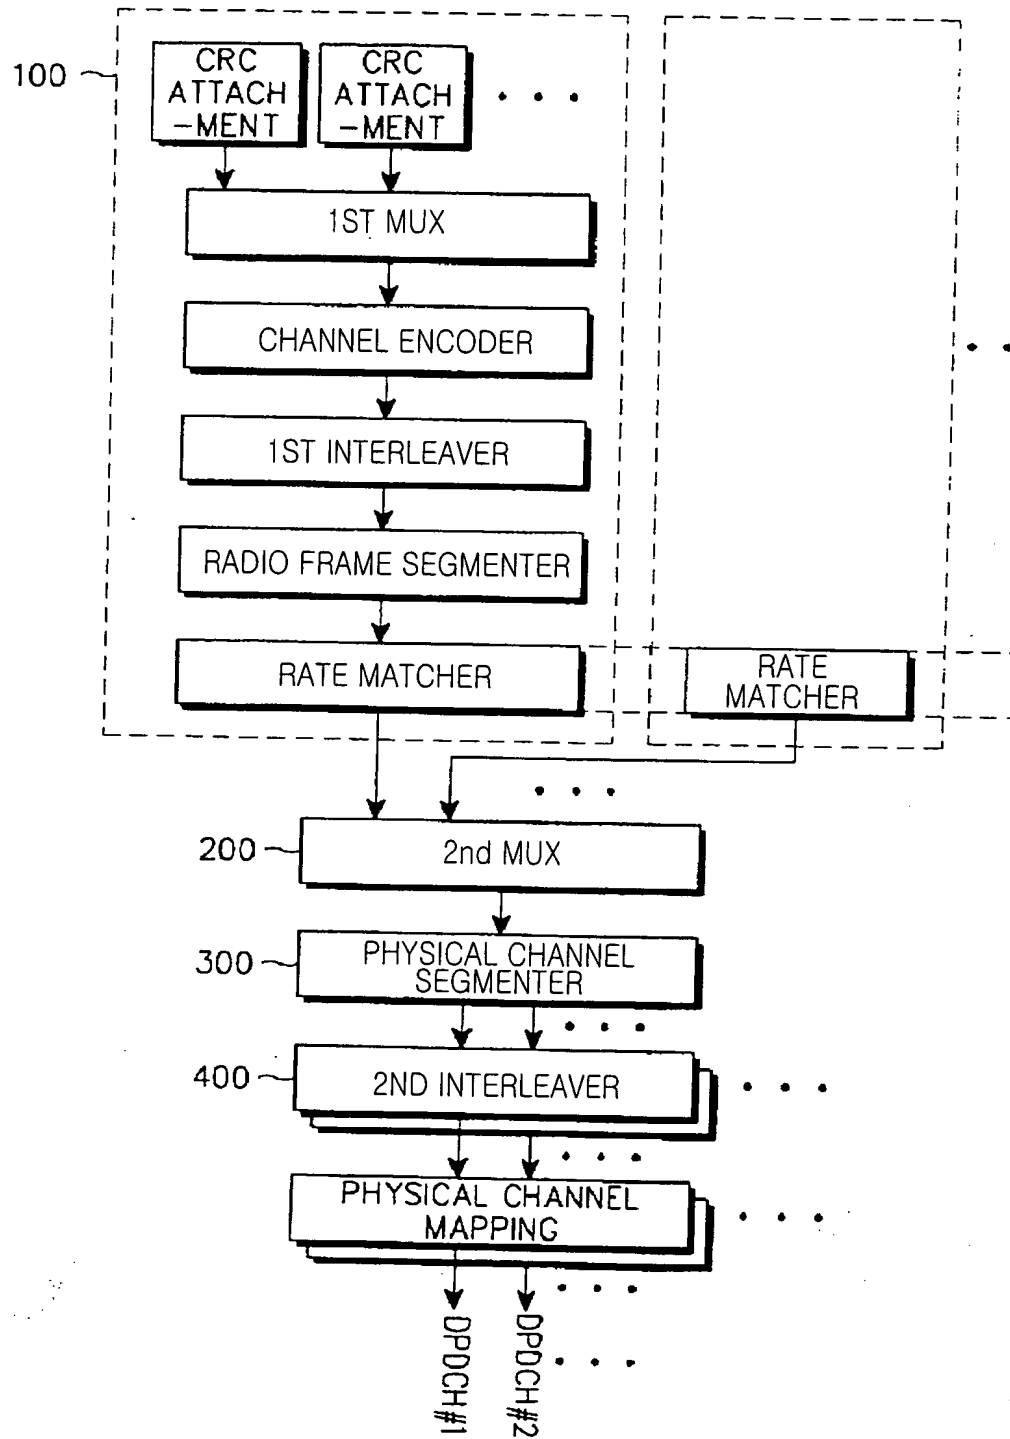 100
CRC
ATTACH
-MENT
CRC
ATTACH
-MENT
1ST MUX
CHANNEL ENCODER
1ST INTERLEAVER
RADIO FRAME SEGMENTER
RATE MATCHER
RATE
MATCHER
200
2nd MUX
300
PHYSICAL CHANNEL
SEGMENTER
400
2ND INTERLEAVER
PHYSICAL CHANNEL
MAPPING
DPDCH#1
DPDCH#2